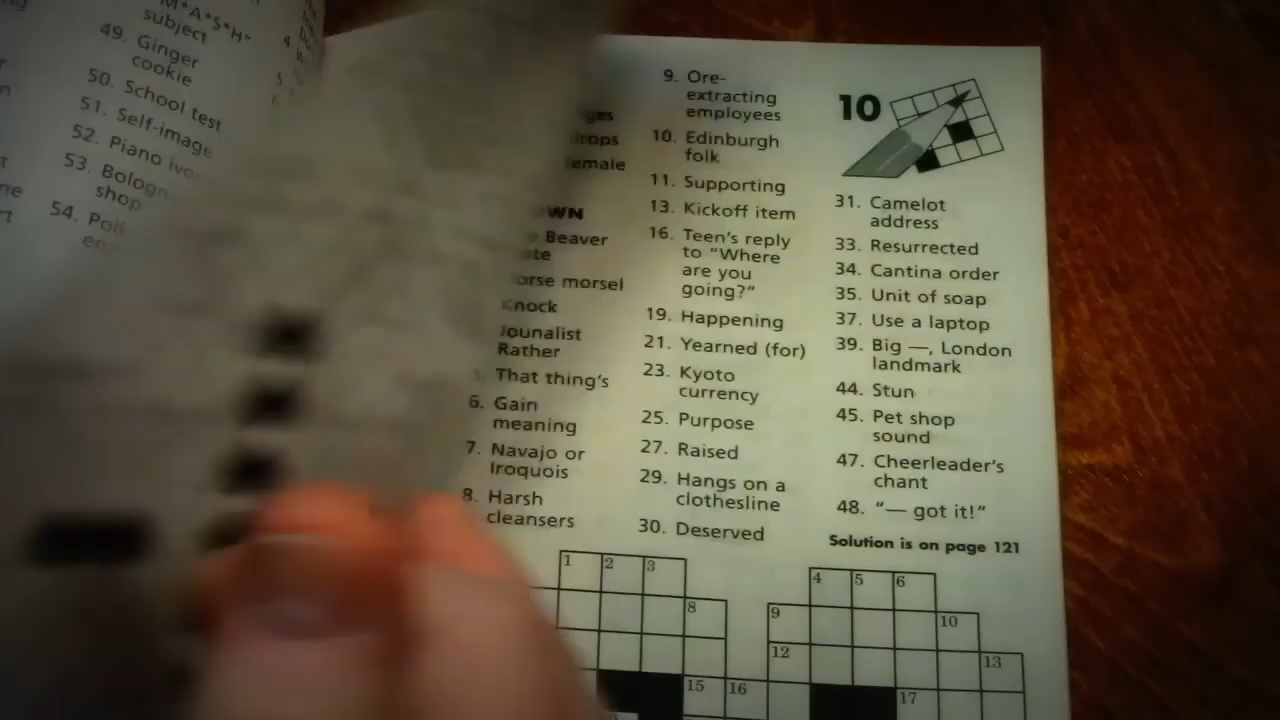 M*A*S*H"
subject
49. Ginger
cookie
50. School test
51. Self-image
52. Piano
53.
shop
54.
ges
drops
female
WN
Beaver
orse morsel
Knock
Jounalist
Rather
That thing's
6. Gain
meaning
7. Navajo or
Iroquois
8. Harsh
cleansers
9. Ore-
extracting
employees
10. Edinburgh
folk
11. Supporting
13. Kickoff item
16. Teen's reply
to "Where
are you
going?"
19. Happening
21. Yearned (for)
23. Kyoto
currency
25. Purpose
27. Raised
29. Hangs on a
clothesline
30. Deserved
10
31. Camelot
address
33. Resurrected
34. Cantina order
35. Unit of soap
37. Use a laptop
39. Big —, London
landmark
44. Stun
45. Pet shop
sound
47. Cheerleader's
chant
48. "— got it!"
Solution is on page 121
1 2 3
4 5 6
8
9
10
12
13
15 16
17